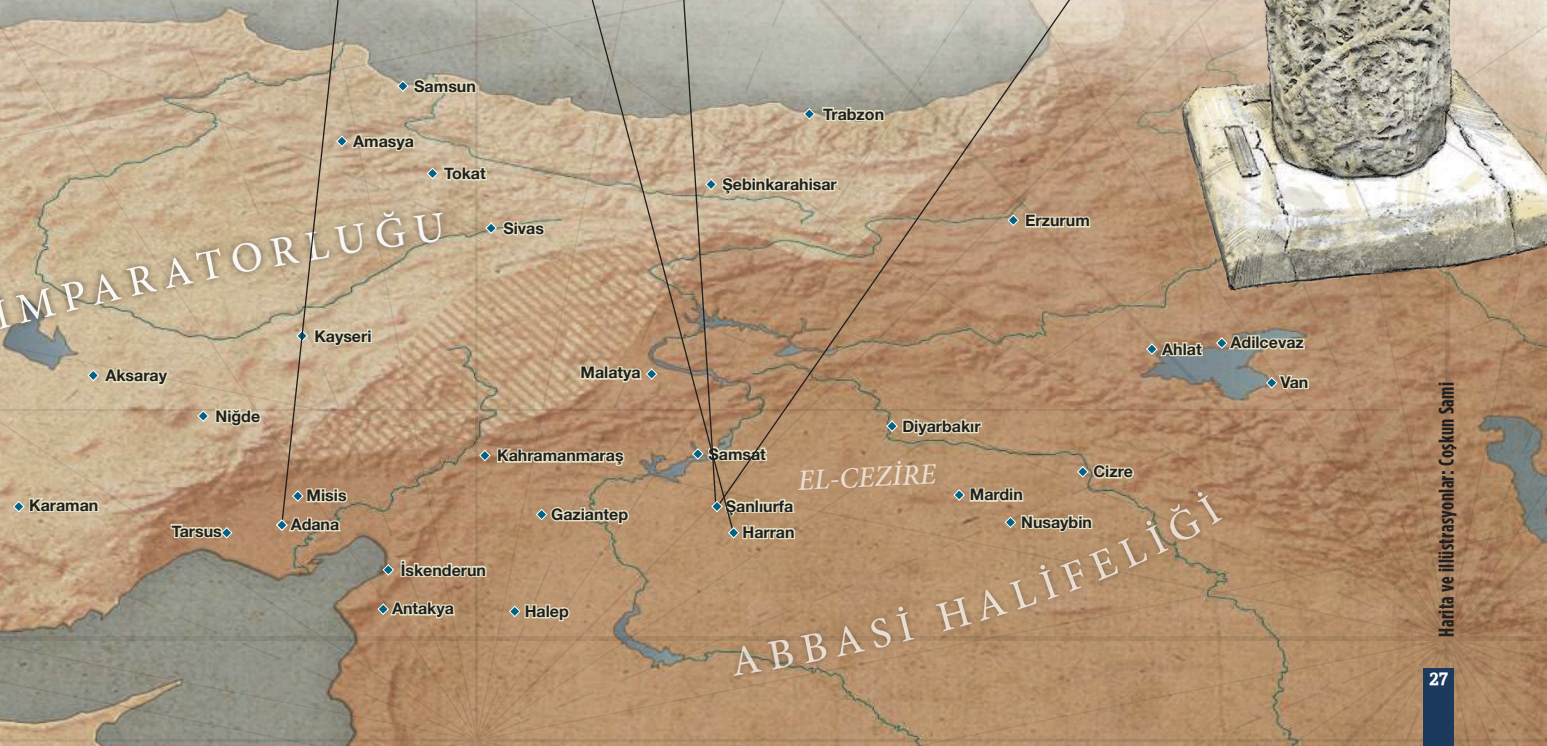 Samsun
Trabzon
Amasya
Tokat
Şebinkarahisar
Erzurum
Sivas
IMPARATORLUĞU
Kayseri
Adilcevaz
Ahlat
Malatya
Van
Aksaray
Niğde
Diyarbakır
Kahramanmaraş
Samsat
EL-CEZİRE
Cizre
Misis
Mardin
Karaman
Şanlıurfa
Gaziantep
Nusaybin
Adana
Tarsus
Harran
İskenderun
ABBASİ HALİFELİĞİ
Antakya
Halep
Harita ve illüstrasyonlar: Coşkun Sami
27